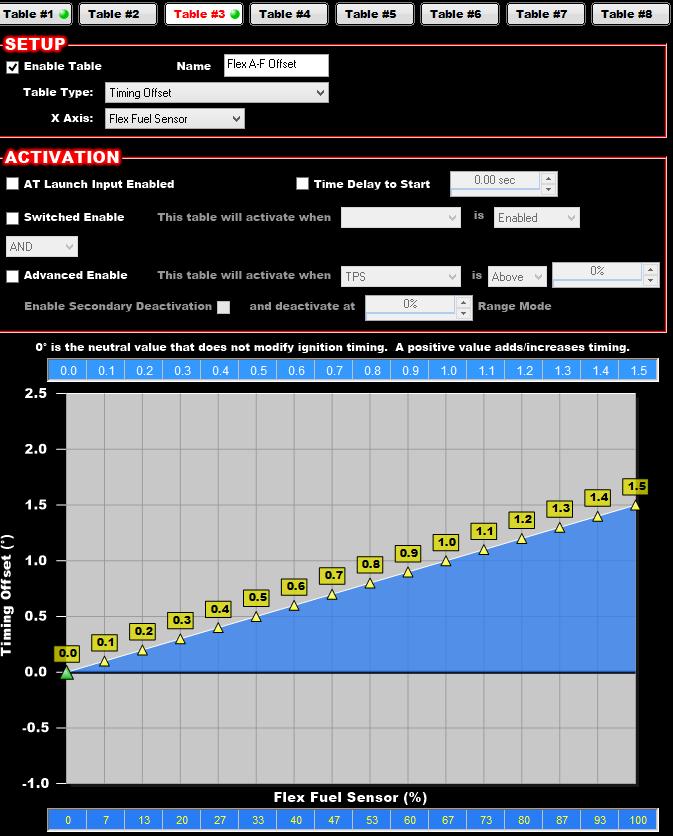 Table #1 Table #2 Table #3 Table #4 Table #5 Table #6 Table #7 Table #8
SETUP
Enable Table Name Flex A-F Offset
Table Type: Timing Offset
X Axis: Flex Fuel Sensor
ACTIVATION
AT Launch Input Enabled Time Delay to Start 0.00 sec
Switched Enable This table will activate when is Enabled
AND
Advanced Enable This table will activate when TPS is Above 0%
Enable Secondary Deactivation and deactivate at 0% Range Mode
0° is the neutral value that does not modify ignition timing. A positive value adds/increases timing.
0.0 0.1 0.2 0.3 0.4 0.5 0.6 0.7 0.8 0.9 1.0 1.1 1.2 1.3 1.4 1.5
2.5
2.0
1.5
1.0
0.5
0.0
-0.5
-1.0
Timing Offset (°)
0.0 0.1 0.2 0.3 0.4 0.5 0.6 0.7 0.8 0.9 1.0 1.1 1.2 1.3 1.4 1.5
Flex Fuel Sensor (%)
0 7 13 20 27 33 40 47 53 60 67 73 80 87 93 100